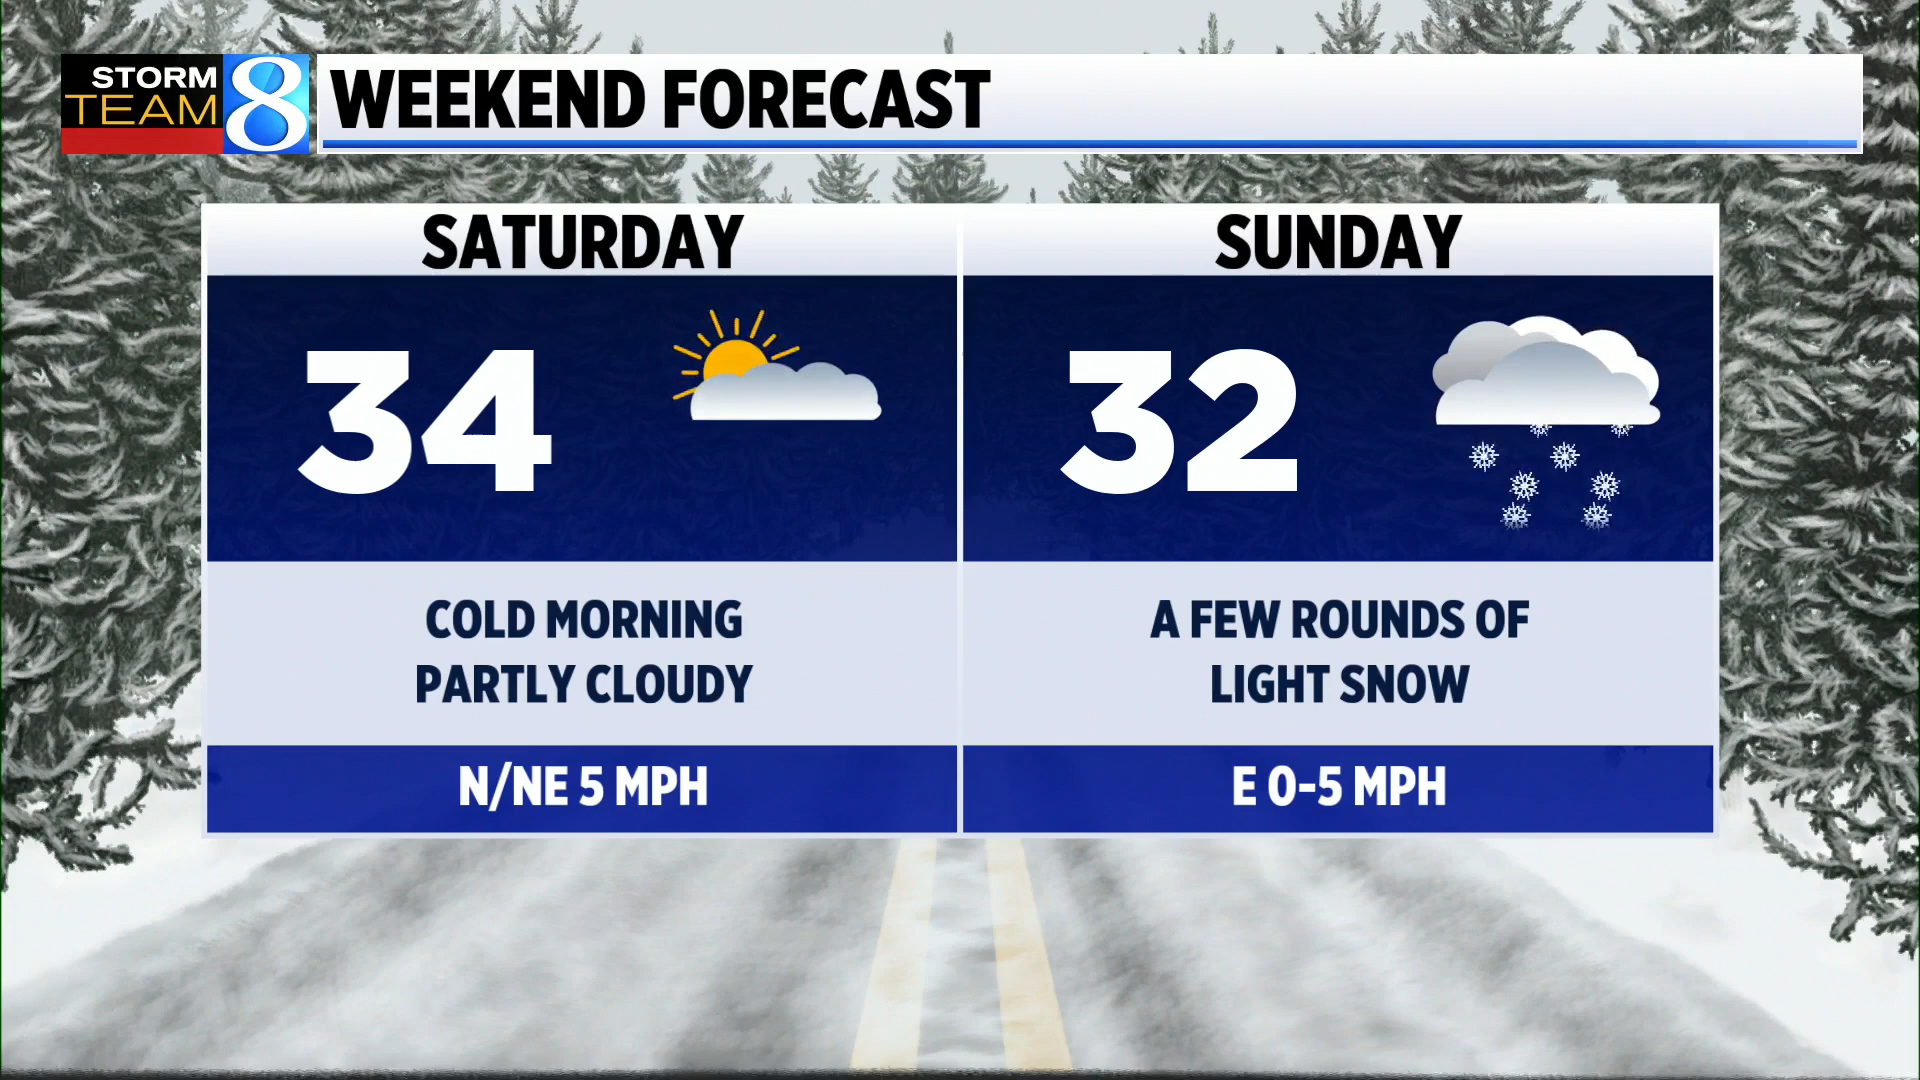 STORM
TEAM
8
WEEKEND FORECAST
SATURDAY
34
COLD MORNING
PARTLY CLOUDY
N/NE 5 MPH
SUNDAY
32
A FEW ROUNDS OF
LIGHT SNOW
E 0-5 MPH